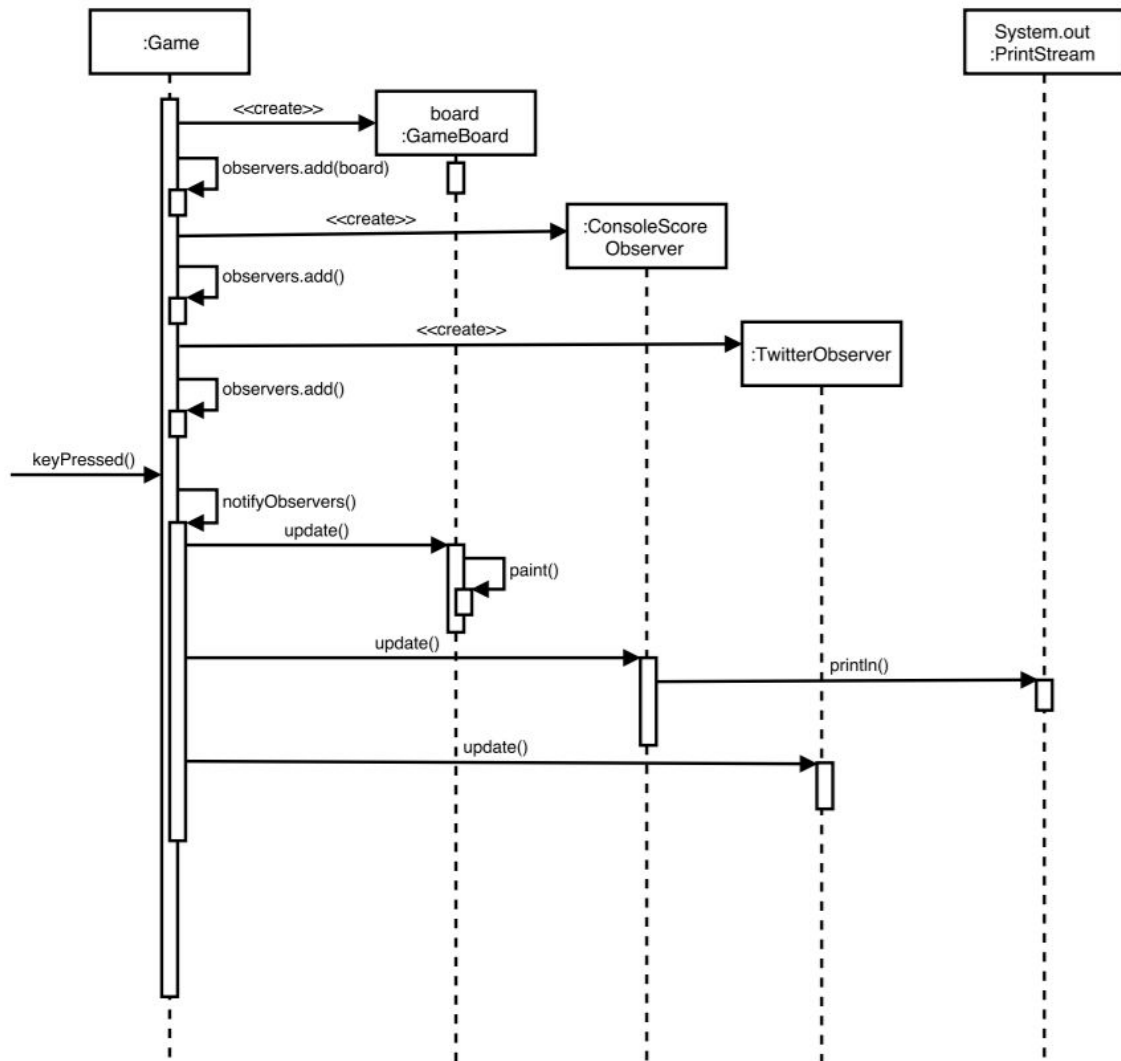 :Game
System.out
:PrintStream
<<create>>
board
:GameBoard
observers.add(board)
<<create>>
:ConsoleScore
Observer
observers.add()
<<create>>
:TwitterObserver
observers.add()
keyPressed()
notifyObservers()
update()
paint()
update()
println()
update()